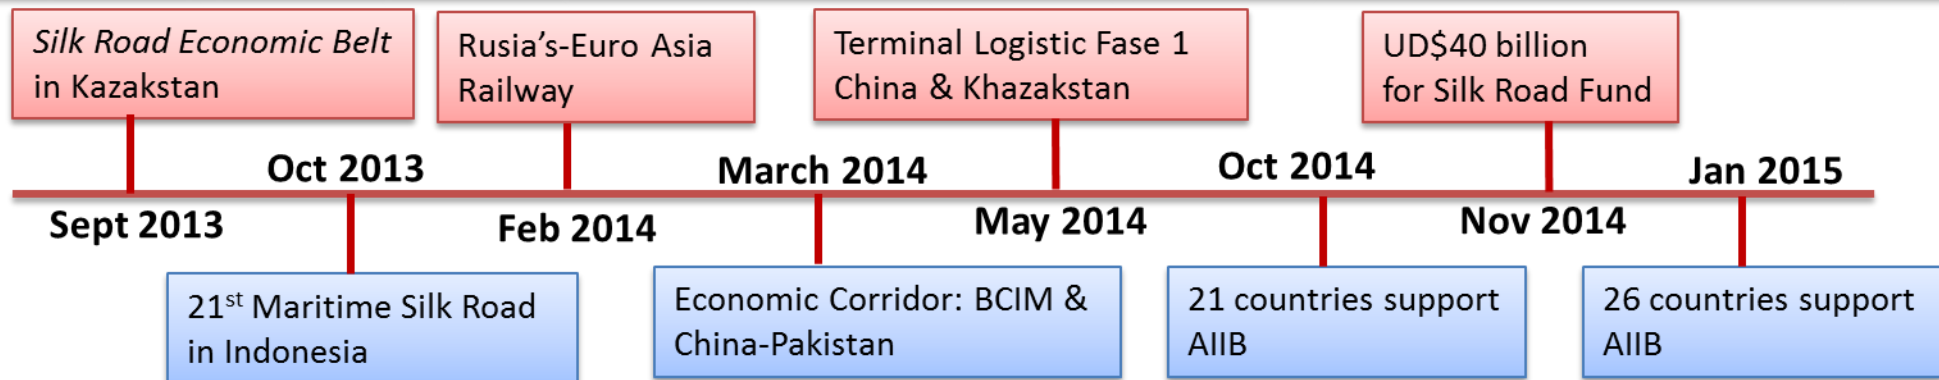 Silk Road Economic Belt
in Kazakstan
Rusia's-Euro Asia
Railway
Terminal Logistic Fase 1
China & Khazakstan
UD$40 billion
for Silk Road Fund
Oct 2013
March 2014
Oct 2014
Jan 2015
Sept 2013
Feb 2014
May 2014
Nov 2014
21st Maritime Silk Road
in Indonesia
Economic Corridor: BCIM &
China-Pakistan
21 countries support
AIIB
26 countries support
AIIB